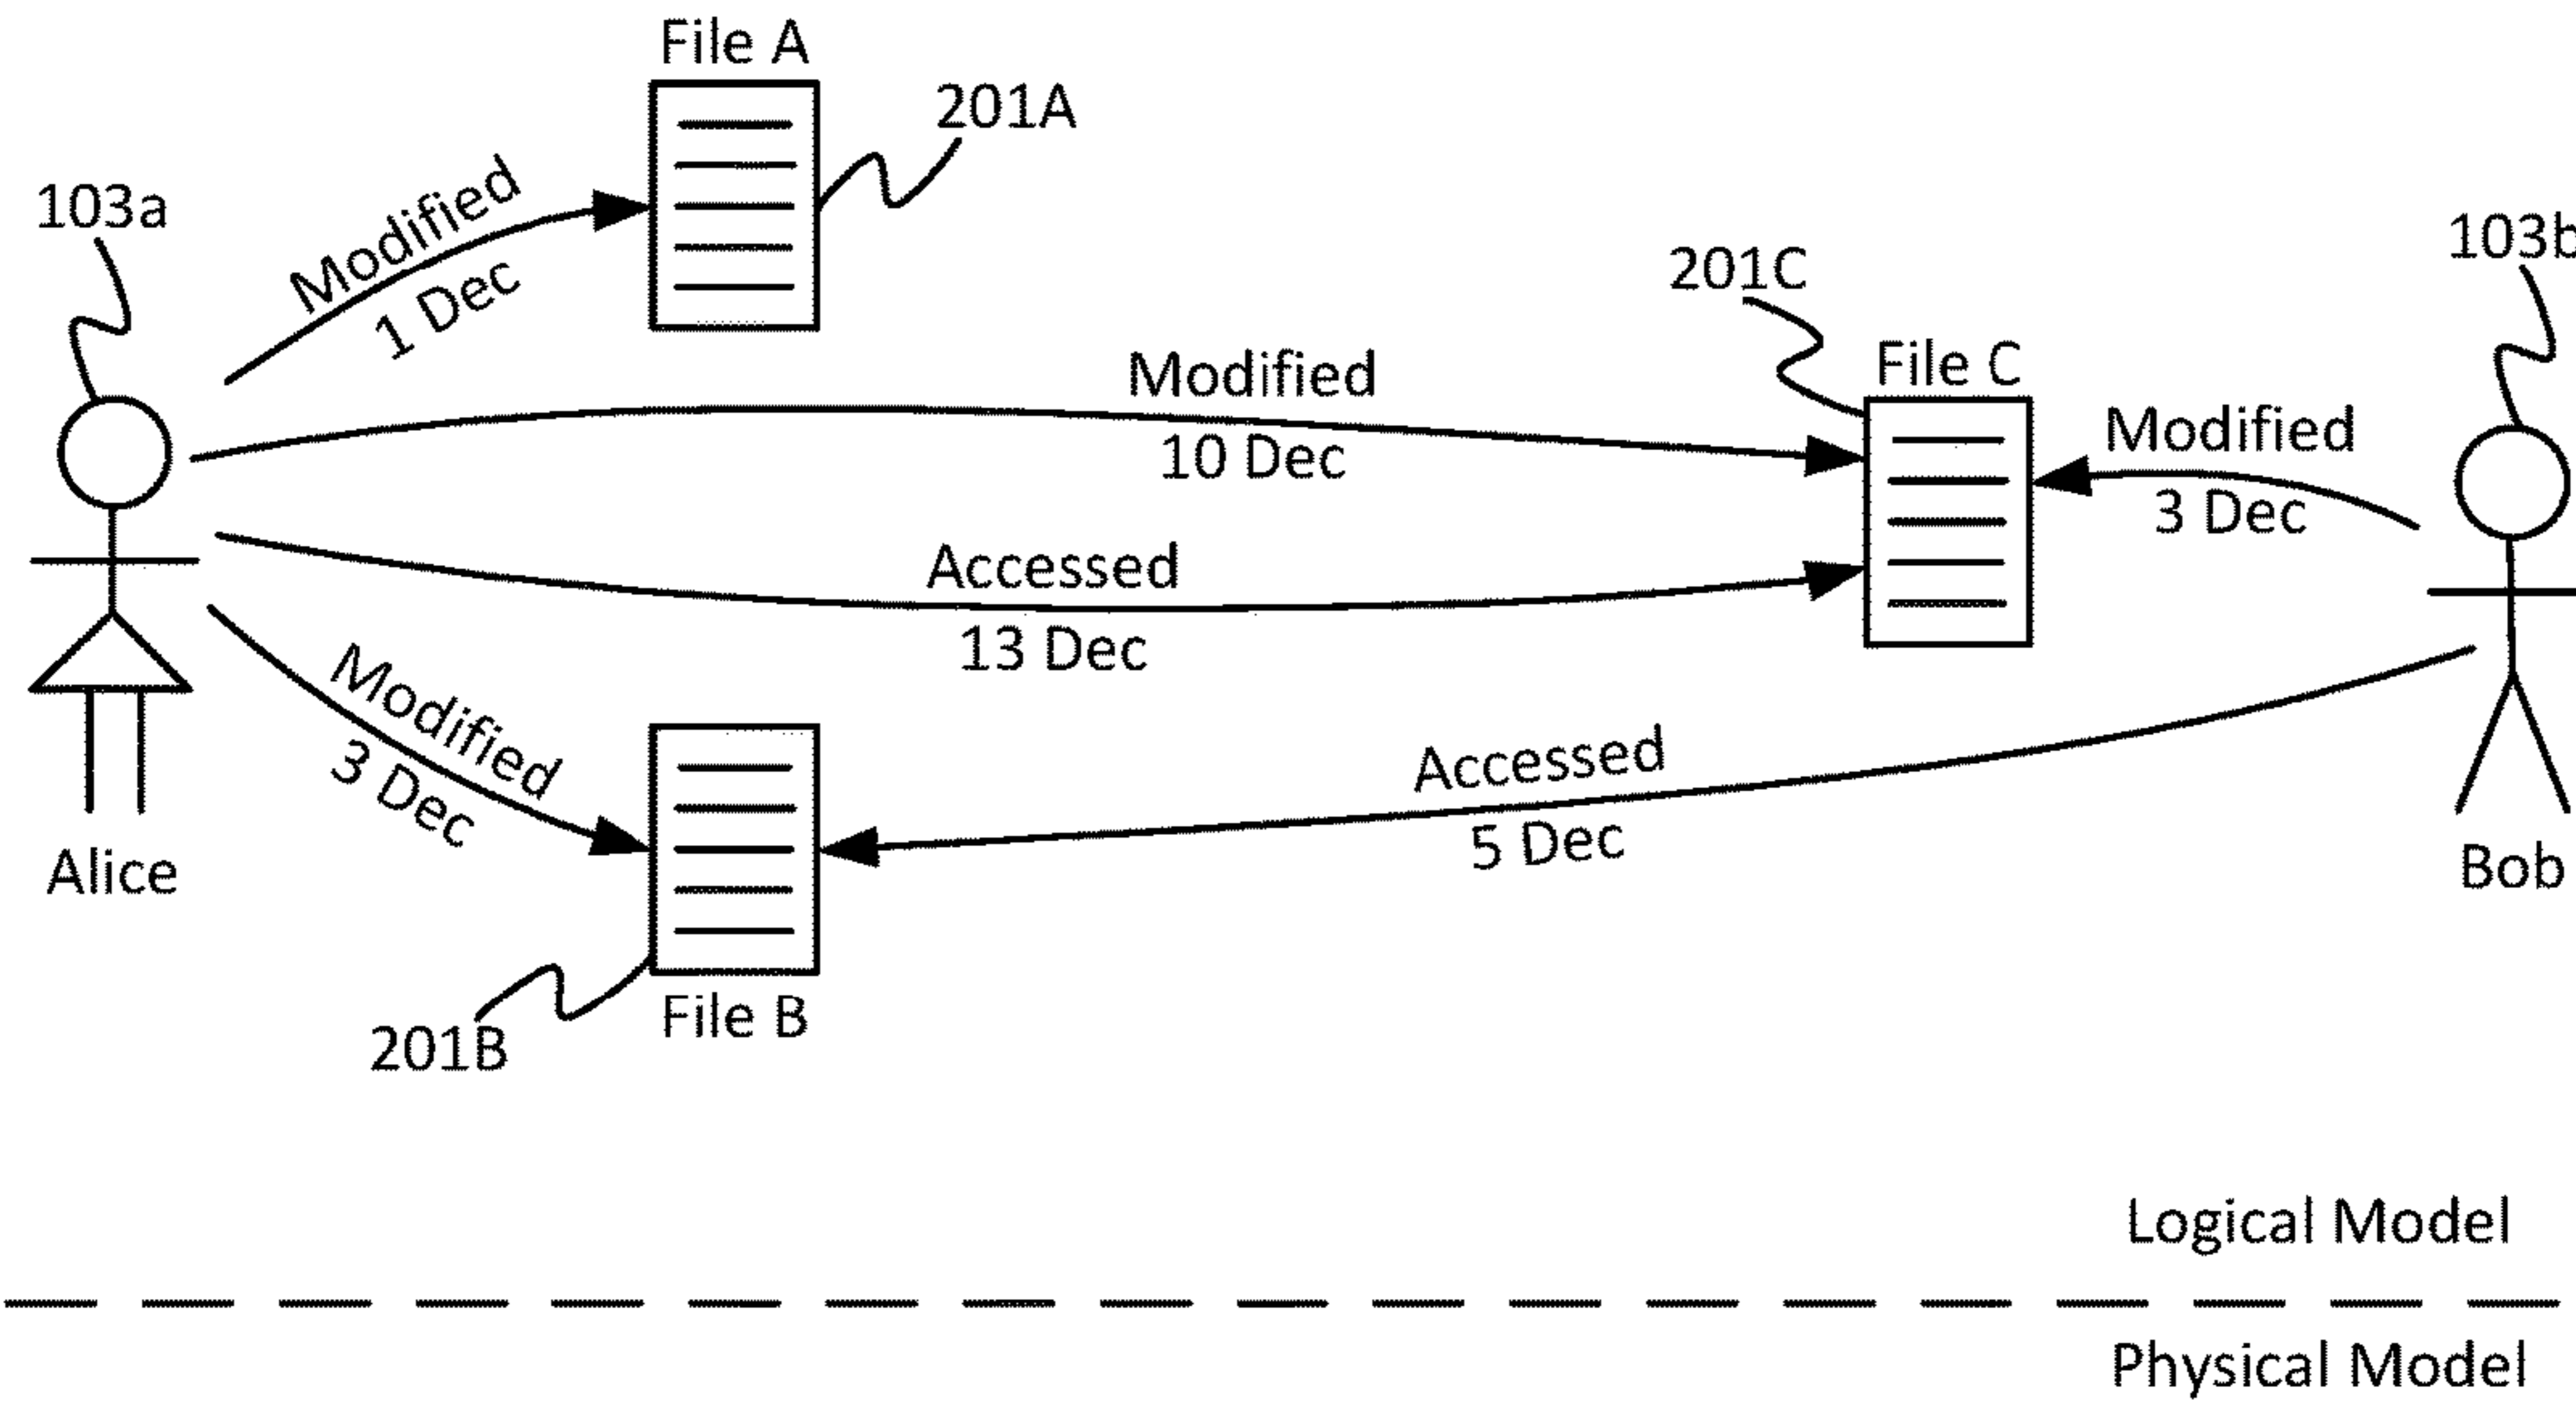 File A
201A
103a
Modified
1 Dec
201C
103b
File C
Modified
10 Dec
Modified
3 Dec
Accessed
13 Dec
Modified
3 Dec
Accessed
5 Dec
Alice
Bob
File B
201B
Logical Model
Physical Model